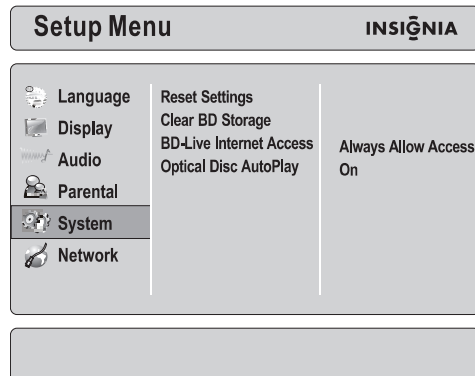 Setup Menu
INSIGNIA
Language
Display
Audio
Parental
System
Network
Reset Settings
Clear BD Storage
BD-Live Internet Access
Optical Disc AutoPlay
Always Allow Access
On